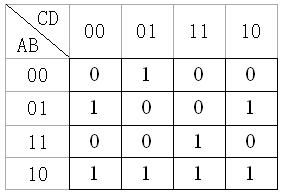 CD
AB
00 01 11 10
00 0 1 0 0
01 1 0 0 1
11 0 0 1 0
10 1 1 1 1